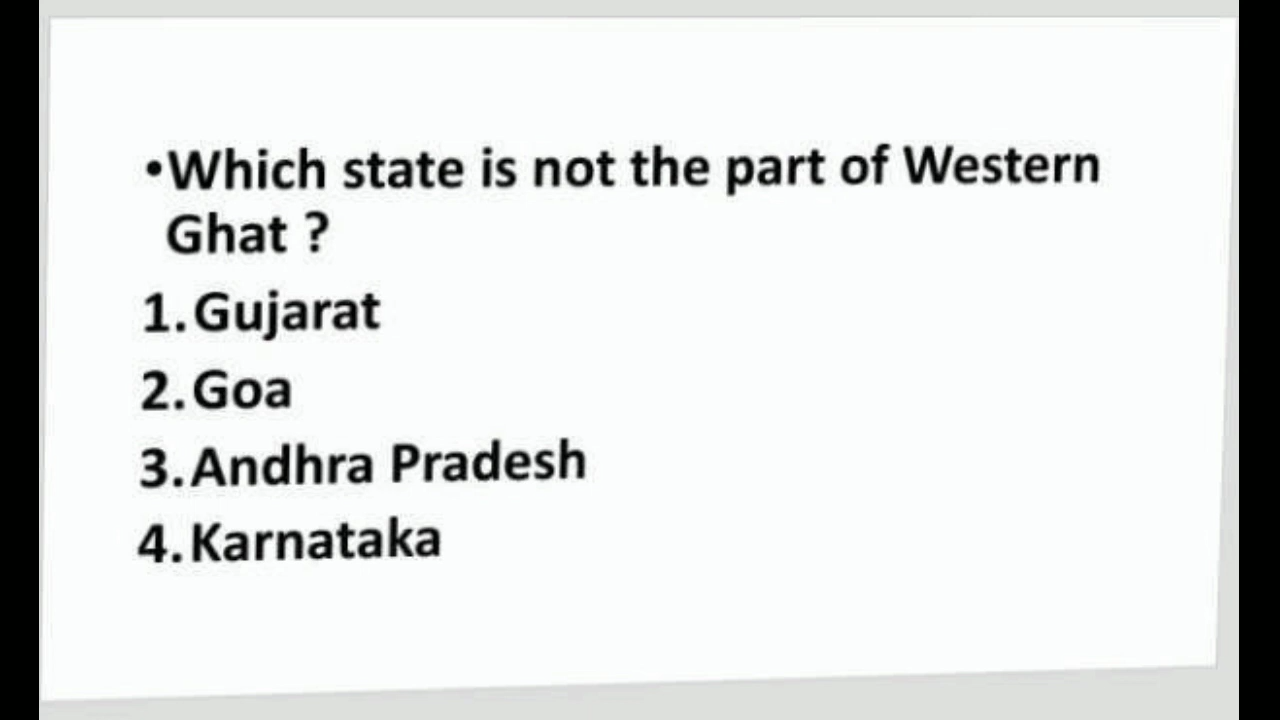 •Which state is not the part of Western
Ghat ?
1.Gujarat
2.Goa
3.Andhra Pradesh
4.Karnataka